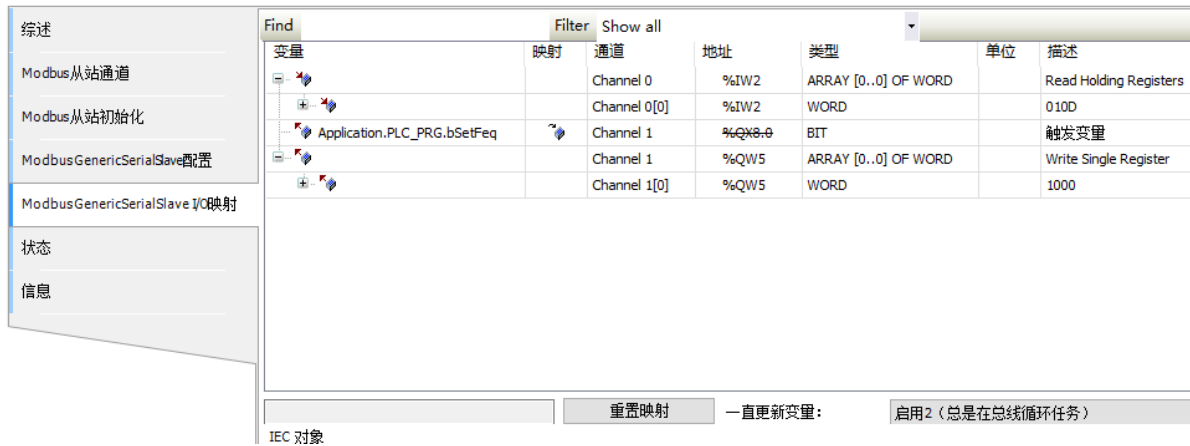 综述
Modbus从站通道
Modbus从站初始化
ModbusGenericSerialSlave配置
ModbusGenericSerialSlave I/O映射
状态
信息
Find Filter Show all
变量 映射 通道 地址 类型 单位 描述
Channel 0 %IW2 ARRAY [0..0] OF WORD Read Holding Registers
Channel 0[0] %IW2 WORD 010D
Application.PLC_PRG.bSetFeq Channel 1 %QX8.0 BIT 触发变量
Channel 1 %QW5 ARRAY [0..0] OF WORD Write Single Register
Channel 1[0] %QW5 WORD 1000
重置映射 一直更新变量： 启用2（总是在总线循环任务）
IEC 对象